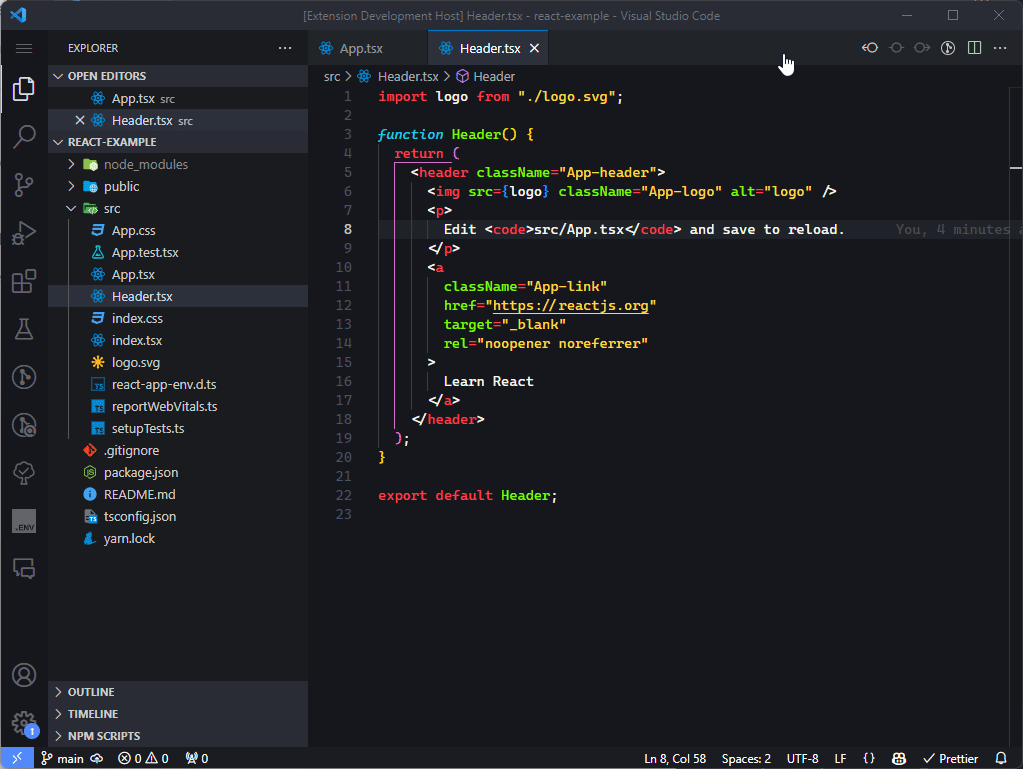 [Extension Development Host] Header.tsx - react-example - Visual Studio Code
EXPLORER
OPEN EDITORS
App.tsx src
Header.tsx src
REACT-EXAMPLE
node_modules
public
src
App.css
App.test.tsx
App.tsx
Header.tsx
index.css
index.tsx
logo.svg
react-app-env.d.ts
reportWebVitals.ts
setupTests.ts
.gitignore
package.json
README.md
tsconfig.json
yarn.lock
OUTLINE
TIMELINE
NPM SCRIPTS
.ENV
1
App.tsx
Header.tsx
src > Header.tsx > Header
1 import logo from "./logo.svg";
2
3 function Header() {
4 return (
5 <header className="App-header">
6 <img src={logo} className="App-logo" alt="logo" />
7 <p>
8 Edit <code>src/App.tsx</code> and save to reload. You, 4 minutes a
9 </p>
10 <a
11 className="App-link"
12 href="https://reactjs.org"
13 target="_blank"
14 rel="noopener noreferrer"
15 >
16 Learn React
17 </a>
18 </header>
19 );
20 }
21
22 export default Header;
23
main 0 0 0 Ln 8, Col 58 Spaces: 2 UTF-8 LF {} Prettier